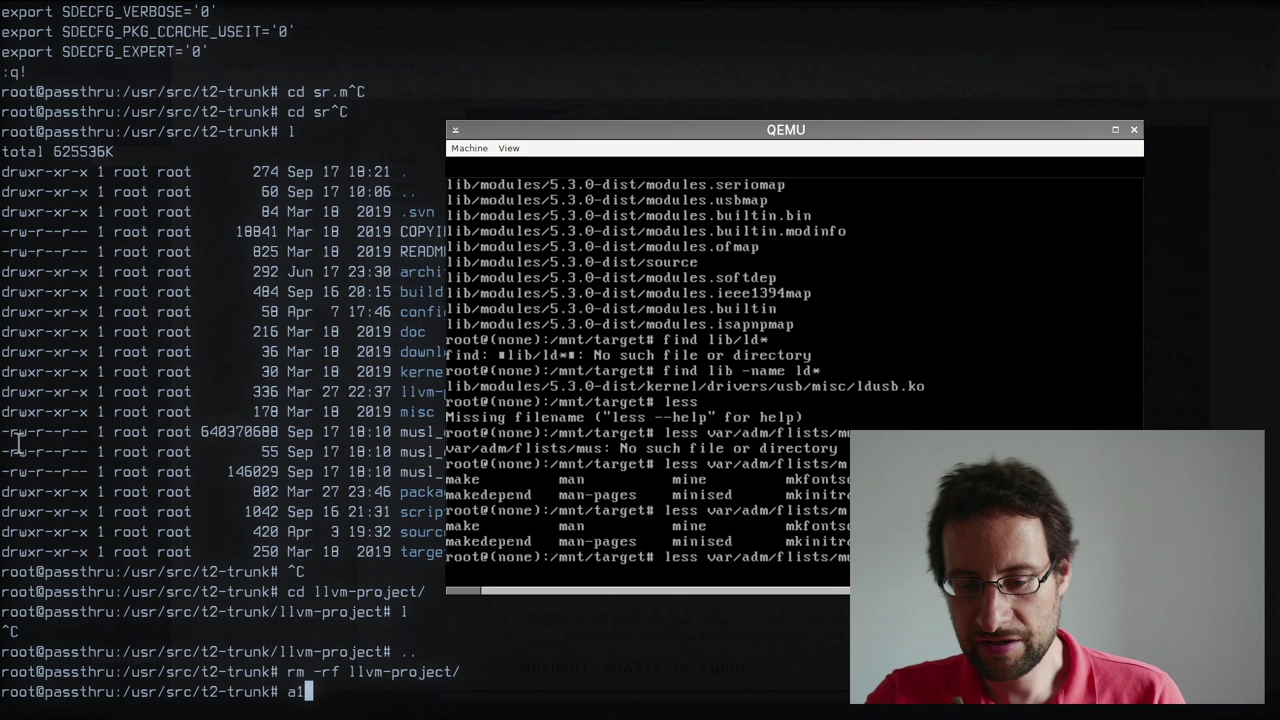 export SDECFG_VERBOSE='0'
export SDECFG_PKG_CCACHE_USEIT='0'
export SDECFG_EXPERT='0'
:q!
root@passthru:/usr/src/t2-trunk# cd sr.m^C
root@passthru:/usr/src/t2-trunk# cd sr^C
root@passthru:/usr/src/t2-trunk# l
total 625536K
drwxr-xr-x 1 root root 274 Sep 17 18:21 .
drwxr-xr-x 1 root root 60 Sep 17 10:06 ..
drwxr-xr-x 1 root root 84 Mar 18 2019 .svn
-rw-r--r-- 1 root root 18841 Mar 18 2019 COPYI
-rw-r--r-- 1 root root 825 Mar 18 2019 READM
drwxr-xr-x 1 root root 292 Jun 17 23:30 archi
drwxr-xr-x 1 root root 484 Sep 16 20:15 build
drwxr-xr-x 1 root root 58 Apr 7 17:46 confi
drwxr-xr-x 1 root root 216 Mar 18 2019 doc
drwxr-xr-x 1 root root 36 Mar 18 2019 downl
drwxr-xr-x 1 root root 30 Mar 18 2019 kerne
drwxr-xr-x 1 root root 336 Mar 27 22:37 llvm-
drwxr-xr-x 1 root root 178 Mar 18 2019 misc
-rw-r--r-- 1 root root 640370688 Sep 17 18:10 musl_
-rw-r--r-- 1 root root 55 Sep 17 18:10 musl_
-rw-r--r-- 1 root root 146029 Sep 17 18:10 musl_
drwxr-xr-x 1 root root 802 Mar 27 23:46 packa
drwxr-xr-x 1 root root 1042 Sep 16 21:31 scrip
drwxr-xr-x 1 root root 420 Apr 3 19:32 sourc
drwxr-xr-x 1 root root 250 Mar 18 2019 targe
root@passthru:/usr/src/t2-trunk# ^C
root@passthru:/usr/src/t2-trunk# cd llvm-project/
root@passthru:/usr/src/t2-trunk/llvm-project# l
^C
root@passthru:/usr/src/t2-trunk/llvm-project# ..
root@passthru:/usr/src/t2-trunk# rm -rf llvm-project/
root@passthru:/usr/src/t2-trunk# a1
QEMU
Machine View
lib/modules/5.3.0-dist/modules.seriomap
lib/modules/5.3.0-dist/modules.usbmap
lib/modules/5.3.0-dist/modules.builtin.bin
lib/modules/5.3.0-dist/modules.builtin.modinfo
lib/modules/5.3.0-dist/modules.ofmap
lib/modules/5.3.0-dist/source
lib/modules/5.3.0-dist/modules.softdep
lib/modules/5.3.0-dist/modules.ieee1394map
lib/modules/5.3.0-dist/modules.builtin
lib/modules/5.3.0-dist/modules.isapnpmap
root@(none):/mnt/target# find lib/ld*
find: ■lib/ld*■: No such file or directory
root@(none):/mnt/target# find lib -name ld*
lib/modules/5.3.0-dist/kernel/drivers/usb/misc/ldusb.ko
root@(none):/mnt/target# less
Missing filename ("less --help" for help)
root@(none):/mnt/target# less var/adm/flists/mu
var/adm/flists/mus: No such file or directory
root@(none):/mnt/target# less var/adm/flists/m
make man mine mkfonts
makedepend man-pages minised mkinitr
root@(none):/mnt/target# less var/adm/flists/m
make man mine mkfonts
makedepend man-pages minised mkinitr
root@(none):/mnt/target# less var/adm/flists/mu
switched to SHA224 checksums